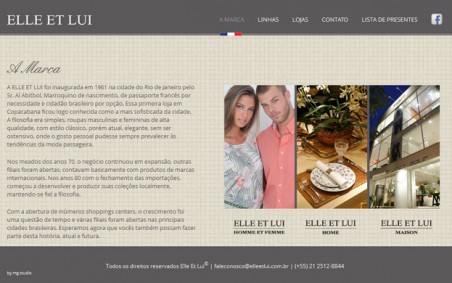 ELLE ET LUI
A MARCA LINHAS LOJAS CONTATO LISTA DE PRESENTES
A Marca
A ELLE ET LUI foi inaugurada em 1961 na cidade do Rio de Janeiro pelo
Sr. Al Abitbol, Marroquino de nascimento, de passaporte francês por
necessidade e cidadão brasileiro por opção. Essa primeira loja em
Copacabana ficou logo conhecida como a mais sofisticada da cidade.
A filosofia era simples, roupas masculinas e femininas de alta
qualidade, com estilo clássico, porém atual, elegante, sem ser
ostensivo, onde o gosto pessoal pudesse sempre prevalecer às
tendências da moda passageira.
Nos meados dos anos 70, o negócio continuou em expansão, outras
filiais foram abertas, contavam basicamente com produtos de marcas
internacionais. Nos anos 80 com o fechamento das importações,
começou a desenvolver e produzir suas coleções localmente,
mantendo-se fiel a filosofia.
Com a abertura de inúmeros shoppings centers, o crescimento foi
uma questão de tempo e várias filiais foram abertas nas principais
cidades brasileiras. Esperamos agora que vocês também possam fazer
parte desta história, atual e futura.
ELLE ET LUI ELLE ET LUI ELLE ET LUI
HOMME ET FEMME HOME MAISON
Todos os direitos reservados Elle Et Lui© | faleconosco@elleetlui.com.br | (+55) 21 2512-8844
by mg studio